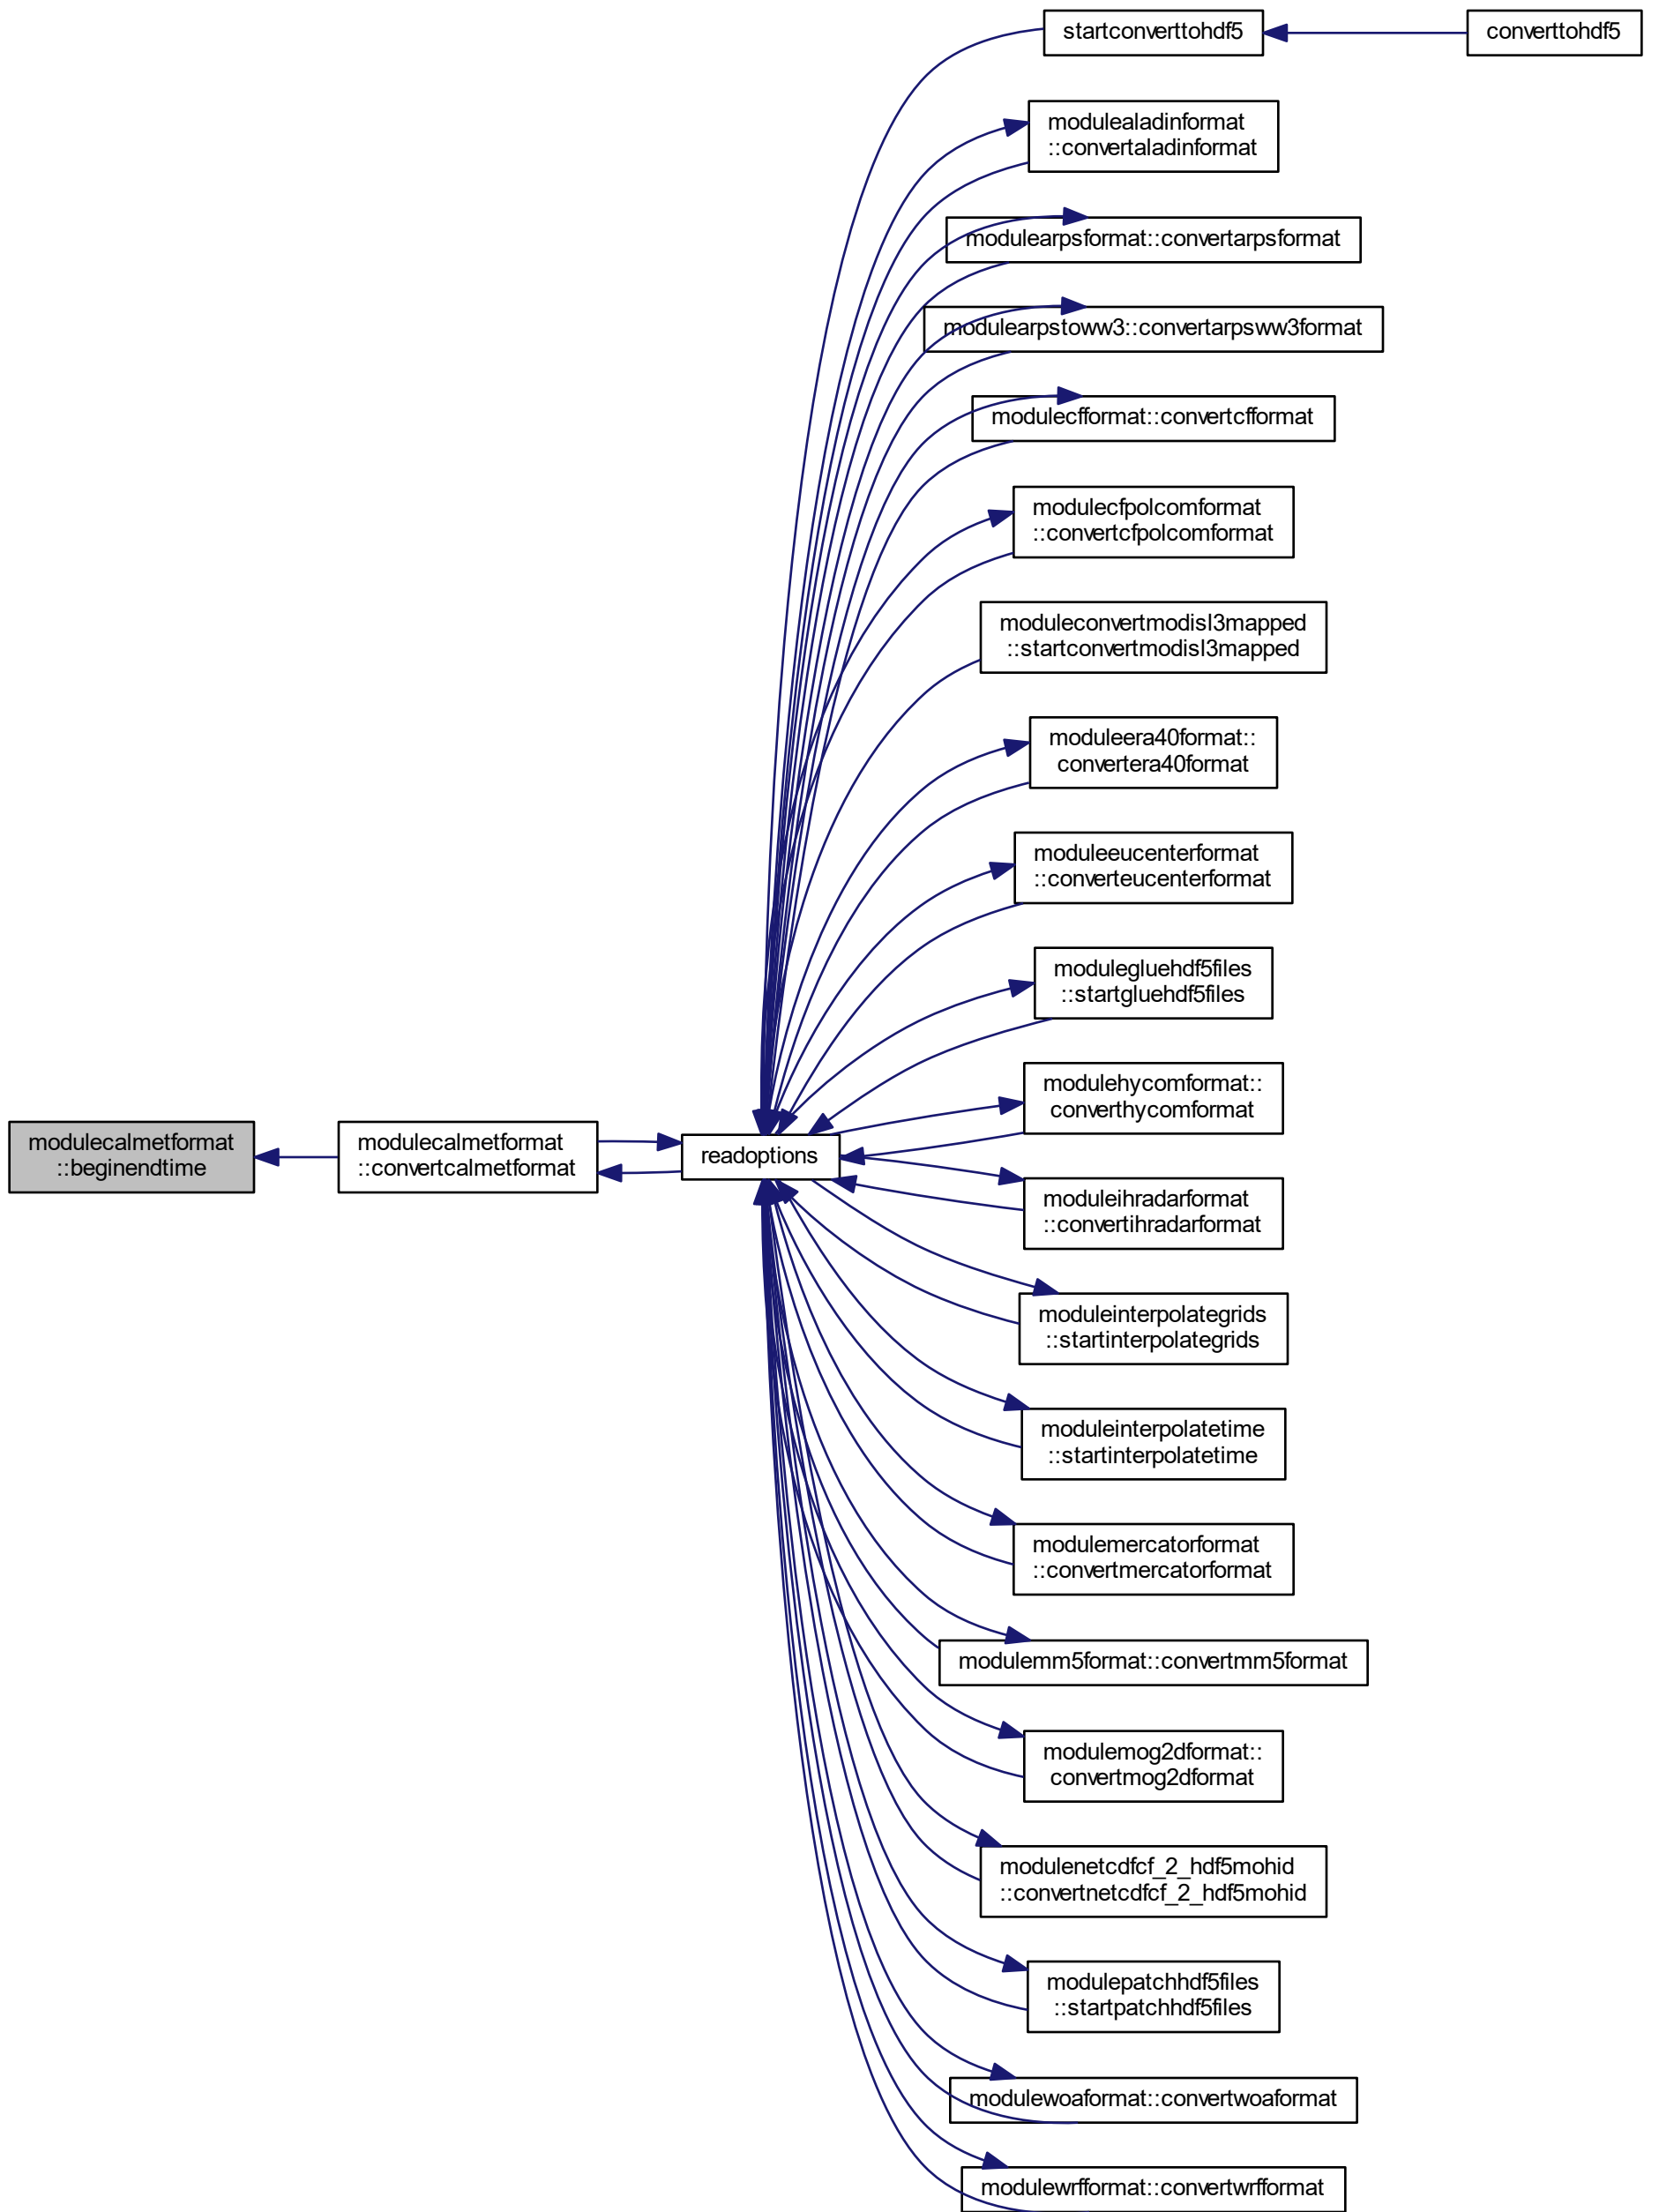 startconverttohdf5
converttohdf5
modulealadinformat
::convertaladinformat
modulearpsformat::convertarpsformat
modulearpstoww3::convertarpsww3format
modulecfformat::convertcfformat
modulecfpolcomformat
::convertcfpolcomformat
moduleconvertmodisl3mapped
::startconvertmodisl3mapped
moduleera40format::
convertera40format
moduleeucenterformat
::converteucenterformat
modulegluehdf5files
::startgluehdf5files
modulehycomformat::
converthycomformat
modulecalmetformat
::beginendtime
modulecalmetformat
::convertcalmetformat
readoptions
moduleihradarformat
::convertihradarformat
moduleinterpolategrids
::startinterpolategrids
moduleinterpolatetime
::startinterpolatetime
modulemercatorformat
::convertmercatorformat
modulemm5format::convertmm5format
modulemog2dformat::
convertmog2dformat
modulenetcdfcf_2_hdf5mohid
::convertnetcdfcf_2_hdf5mohid
modulepatchhdf5files
::startpatchhdf5files
modulewoaformat::convertwoaformat
modulewrfformat::convertwrfformat